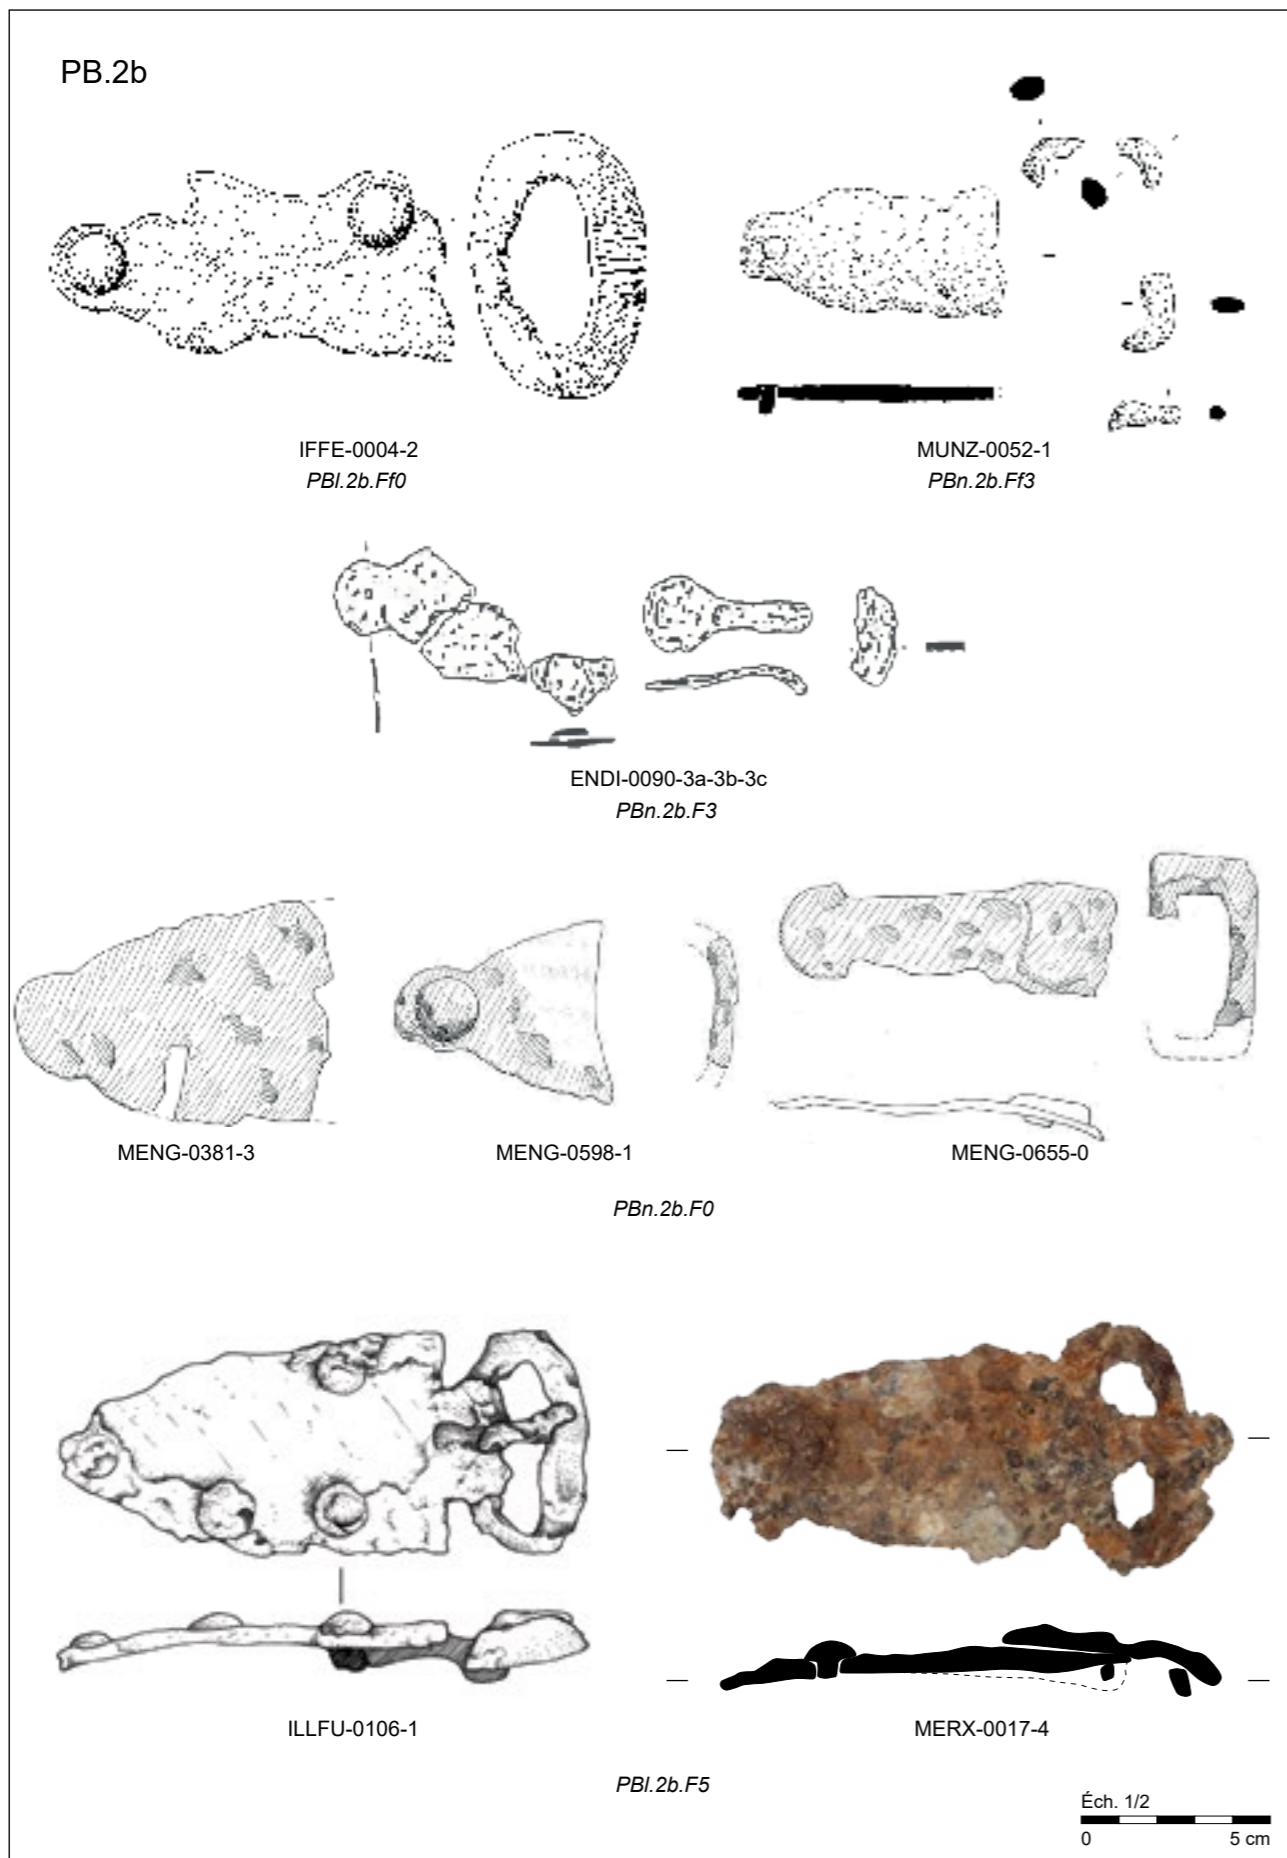 PB.2b
IFFE-0004-2
PBl.2b.Ff0
MUNZ-0052-1
PBn.2b.Ff3
ENDI-0090-3a-3b-3c
PBn.2b.F3
MENG-0381-3
MENG-0598-1
MENG-0655-0
PBn.2b.F0
ILLFU-0106-1
MERX-0017-4
PBl.2b.F5
Éch. 1/2
0
5 cm